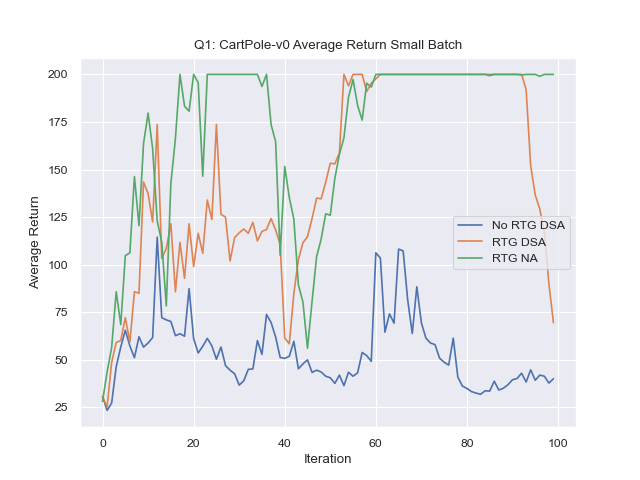 Q1: CartPole-v0 Average Return Small Batch
200
175
150
125
100
75
50
25
Average Return
No RTG DSA
RTG DSA
RTG NA
0 20 40 60 80 100
Iteration